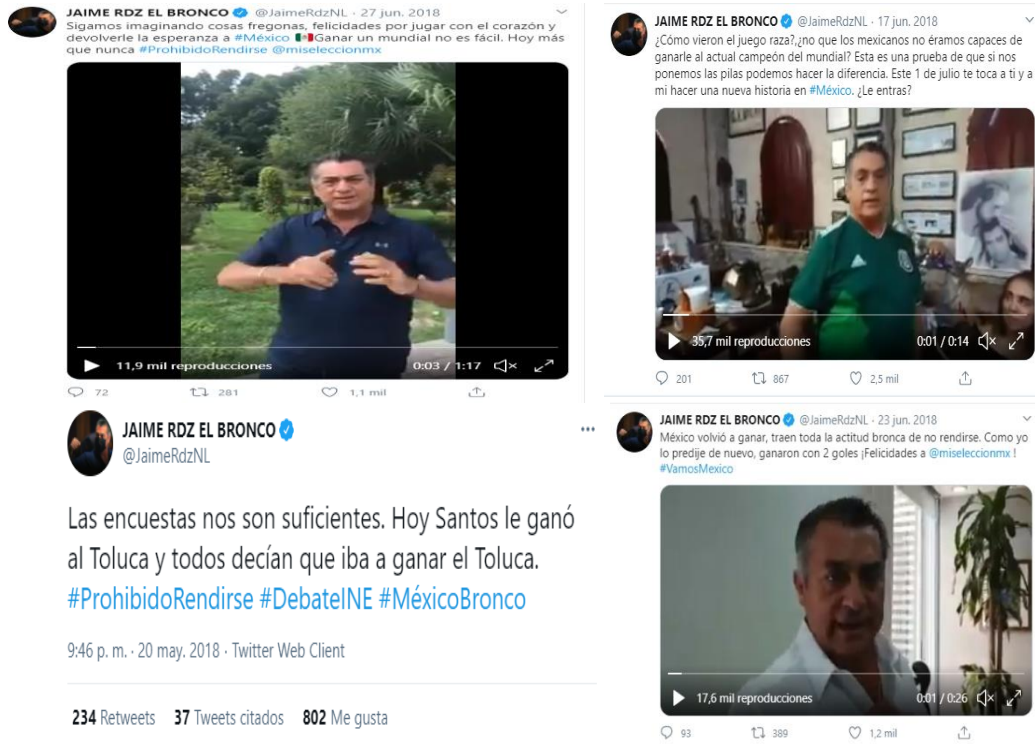 JAIME RDZ EL BRONCO @JaimeRdzNL · 27 jun. 2018
Sigamos imaginando cosas fregonas, felicidades por jugar con el corazón y
devolverle la esperanza a #México 🇲🇽Ganar un mundial no es fácil. Hoy más
que nunca #ProhibidoRendirse @miseleccionmx
11,9 mil reproducciones
0:03 / 1:17
72 281 1,1 mil
JAIME RDZ EL BRONCO @JaimeRdzNL · 17 jun. 2018
¿Cómo vieron el juego raza?,¿no que los mexicanos no éramos capaces de
ganarle al actual campeón del mundial? Esta es una prueba de que si nos
ponemos las pilas podemos hacer la diferencia. Este 1 de julio te toca a ti y a
mi hacer una nueva historia en #México. ¿Le entras?
35,7 mil reproducciones
0:01 / 0:14
201 867 2,5 mil
JAIME RDZ EL BRONCO
@JaimeRdzNL
Las encuestas nos son suficientes. Hoy Santos le ganó
al Toluca y todos decían que iba a ganar el Toluca.
#ProhibidoRendirse #DebateINE #MéxicoBronco
9:46 p. m. · 20 may. 2018 · Twitter Web Client
234 Retweets 37 Tweets citados 802 Me gusta
JAIME RDZ EL BRONCO @JaimeRdzNL · 23 jun. 2018
México volvió a ganar, traen toda la actitud bronca de no rendirse. Como yo
lo predije de nuevo, ganaron con 2 goles ¡Felicidades a @miseleccionmx !
#VamosMexico
17,6 mil reproducciones
0:01 / 0:26
93 389 1,2 mil